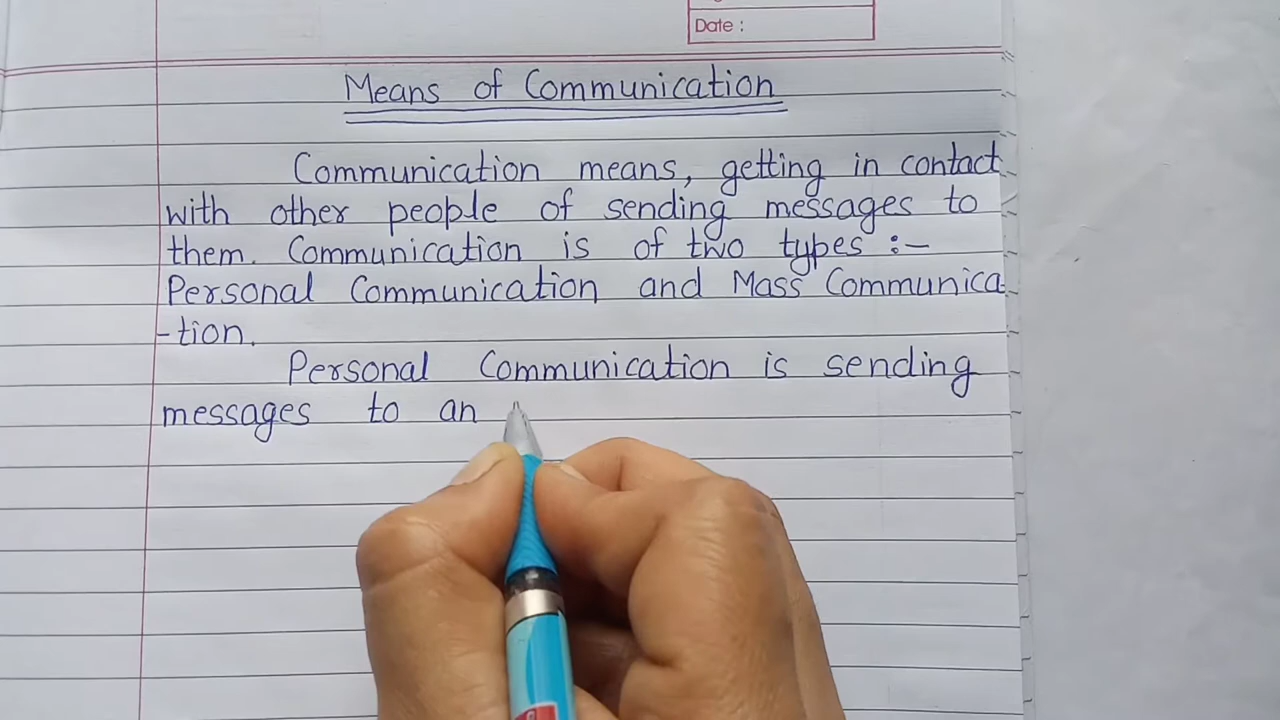 Date :
Means of Communication
Communication means, getting in contact
with other people of sending messages to
them. Communication is of two types :-
Personal Communication and Mass Communica
-tion.
Personal Communication is sending
messages to an